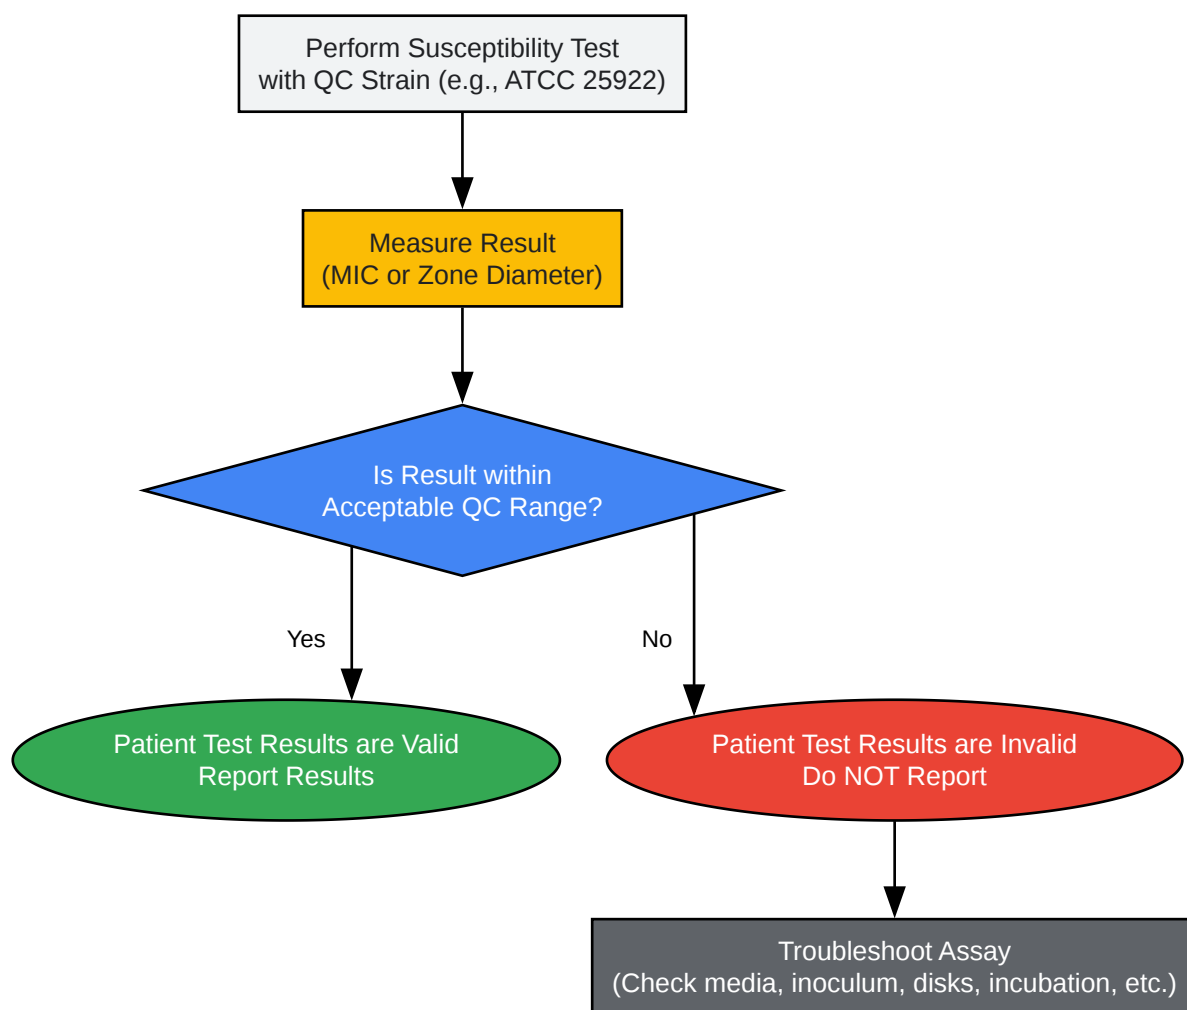 Perform Susceptibility Test
with QC Strain (e.g., ATCC 25922)
Measure Result
(MIC or Zone Diameter)
Is Result within
Acceptable QC Range?
Yes
No
Patient Test Results are Valid
Report Results
Patient Test Results are Invalid
Do NOT Report
Troubleshoot Assay
(Check media, inoculum, disks, incubation, etc.)